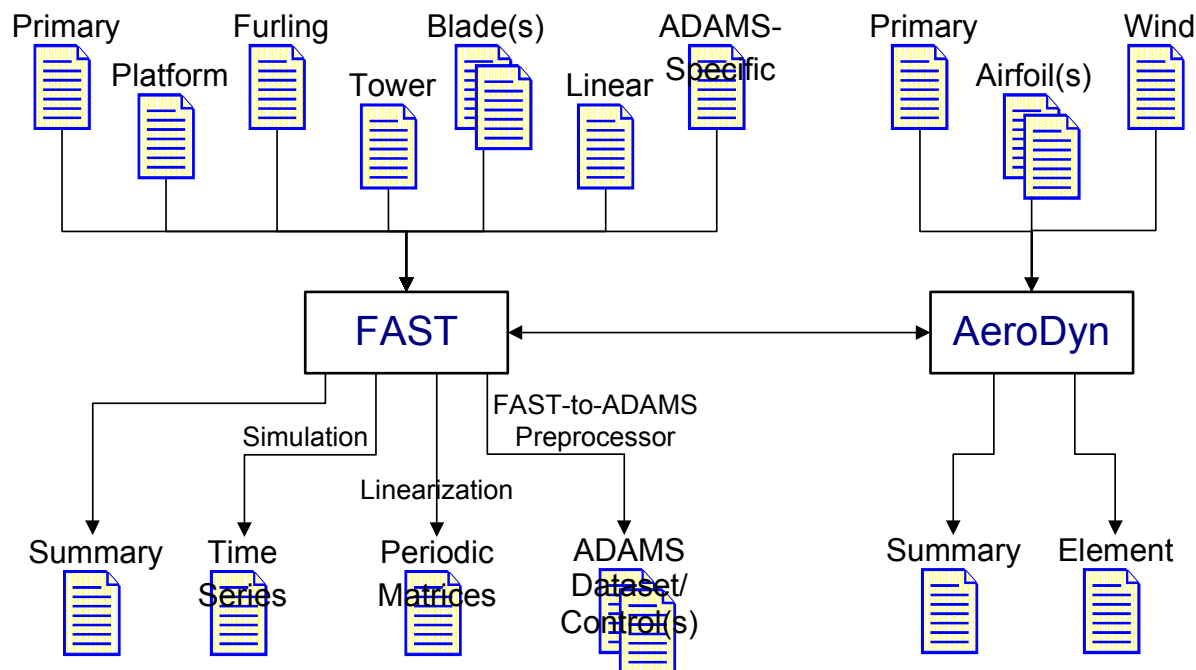 Primary
Furling
Blade(s)
ADAMS-
Specific
Primary
Wind
Platform
Tower
Linear
Airfoil(s)
FAST
AeroDyn
FAST-to-ADAMS
Preprocessor
Simulation
Linearization
Summary
Time
Series
Periodic
Matrices
ADAMS
Dataset/
Control(s)
Summary
Element